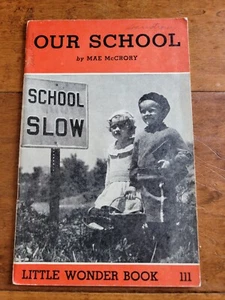 OUR SCHOOL
by MAE McCRORY
SCHOOL
SLOW
LITTLE WONDER BOOK 111